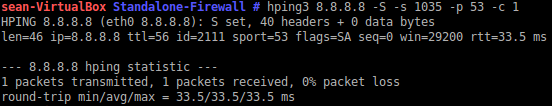 sean-VirtualBox Standalone-Firewall # hping3 8.8.8.8 -S -s 1035 -p 53 -c 1
HPING 8.8.8.8 (eth0 8.8.8.8): S set, 40 headers + 0 data bytes
len=46 ip=8.8.8.8 ttl=56 id=2111 sport=53 flags=SA seq=0 win=29200 rtt=33.5 ms
--- 8.8.8.8 hping statistic ---
1 packets transmitted, 1 packets received, 0% packet loss
round-trip min/avg/max = 33.5/33.5/33.5 ms